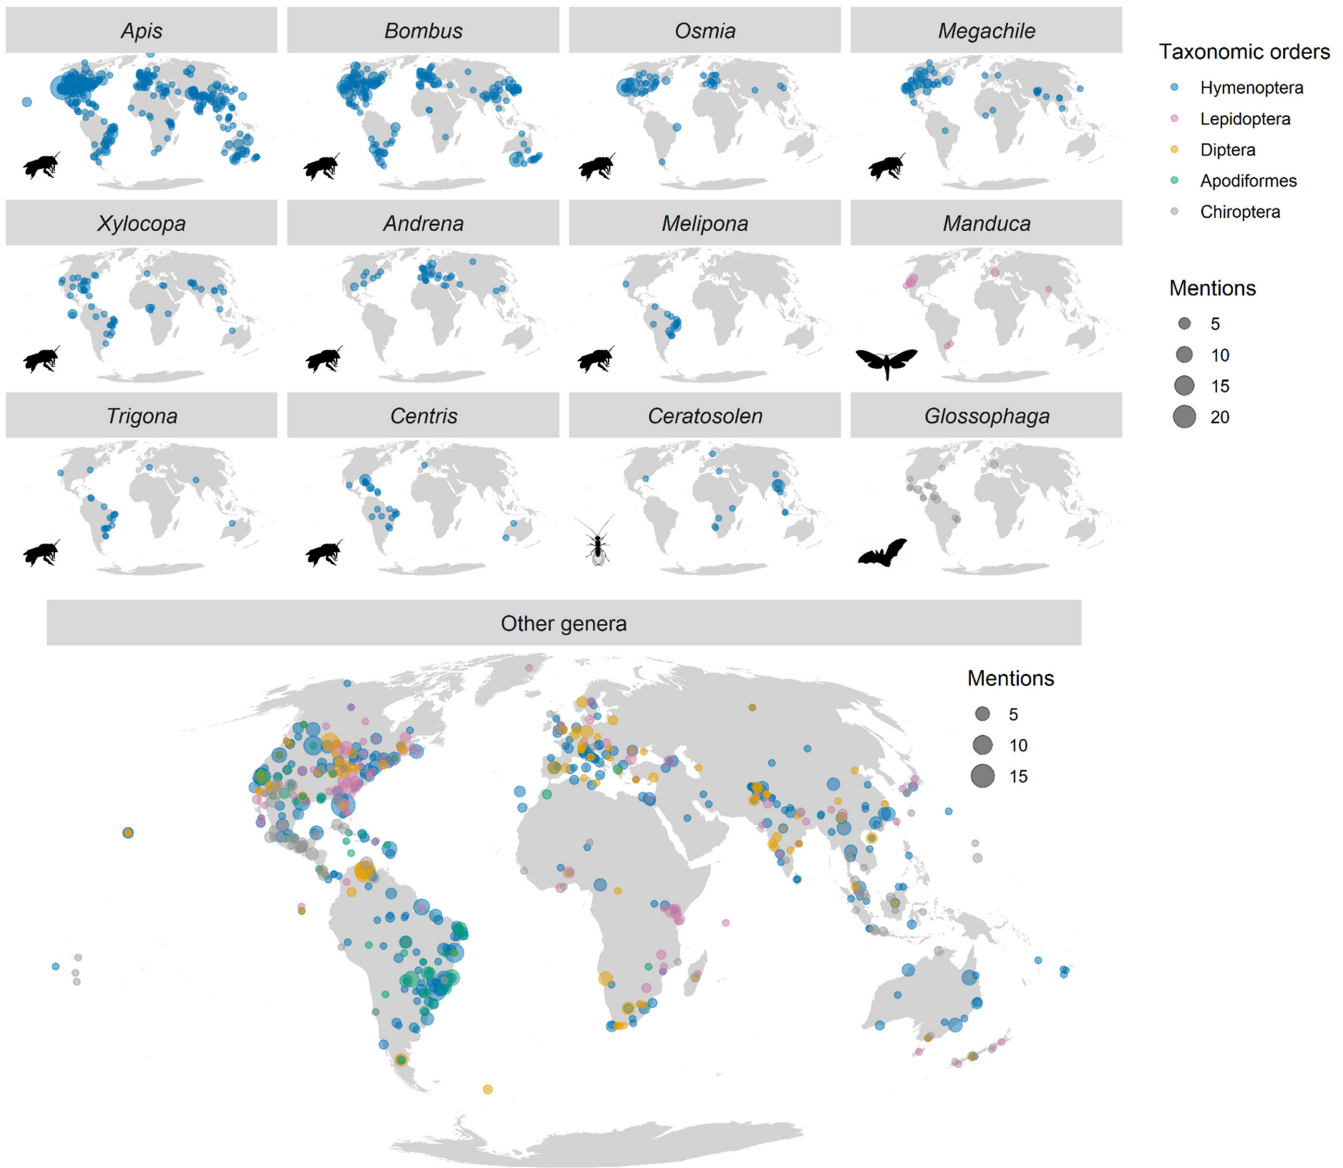 Apis
Bombus
Osmia
Megachile
Taxonomic orders
Hymenoptera
Lepidoptera
Diptera
Apodiformes
Chiroptera
Xylocopa
Andrena
Melipona
Manduca
Mentions
5
10
15
20
Trigona
Centris
Ceratosolen
Glossophaga
Other genera
Mentions
5
10
15